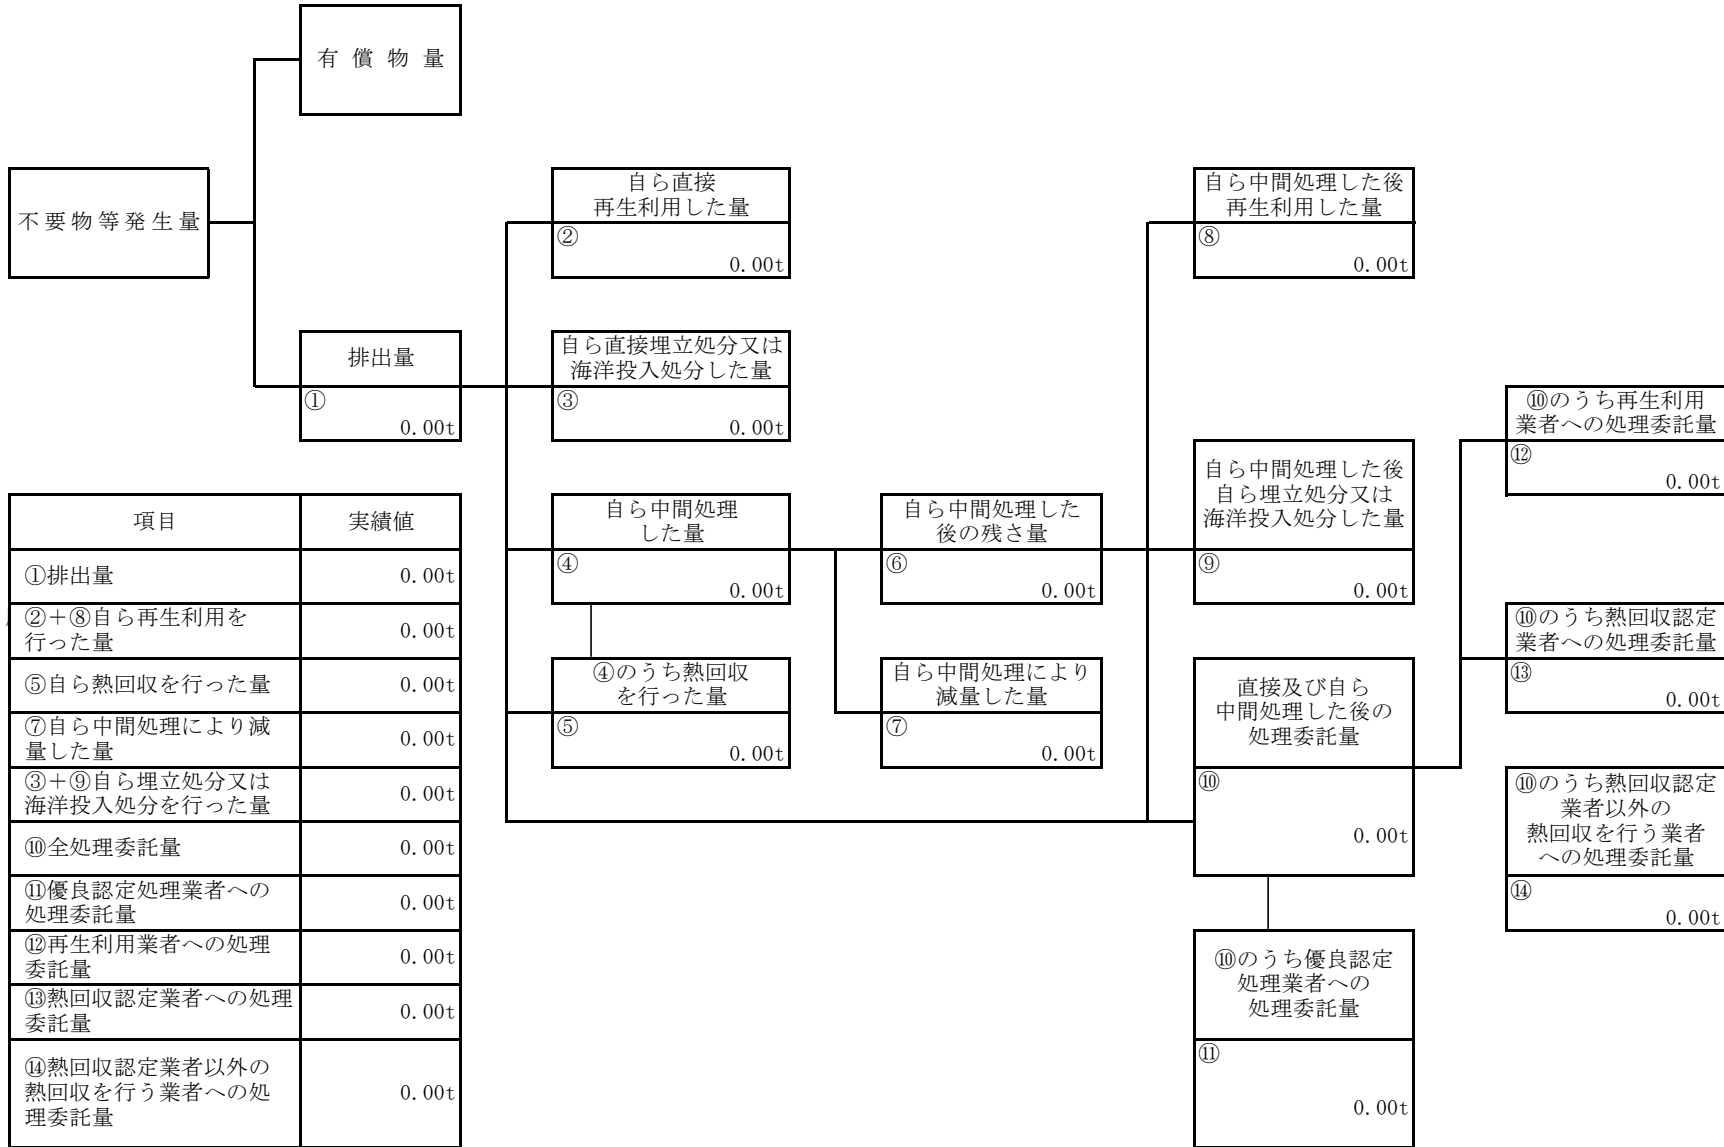 有償物量
不要物等発生量
自ら直接
再生利用した量
②
0.00t
自ら中間処理した後
再生利用した量
⑧
0.00t
排出量
①
0.00t
自ら直接埋立処分又は
海洋投入処分した量
③
0.00t
⑩のうち再生利用
業者への処理委託量
⑫
0.00t
自ら中間処理
した量
④
0.00t
自ら中間処理した
後の残さ量
⑥
0.00t
自ら中間処理した後
自ら埋立処分又は
海洋投入処分した量
⑨
0.00t
⑩のうち熱回収認定
業者への処理委託量
⑬
0.00t
④のうち熱回収
を行った量
⑤
0.00t
自ら中間処理により
減量した量
⑦
0.00t
直接及び自ら
中間処理した後の
処理委託量
⑩
0.00t
⑩のうち熱回収認定
業者以外の
熱回収を行う業者
への処理委託量
⑭
0.00t
⑩のうち優良認定
処理業者への
処理委託量
⑪
0.00t
項目 実績値
①排出量 0.00t
②+⑧自ら再生利用を
行った量 0.00t
⑤自ら熱回収を行った量 0.00t
⑦自ら中間処理により減
量した量 0.00t
③+⑨自ら埋立処分又は
海洋投入処分を行った量 0.00t
⑩全処理委託量 0.00t
⑪優良認定処理業者への
処理委託量 0.00t
⑫再生利用業者への処理
委託量 0.00t
⑬熱回収認定業者への処理
委託量 0.00t
⑭熱回収認定業者以外の
熱回収を行う業者への処
理委託量 0.00t